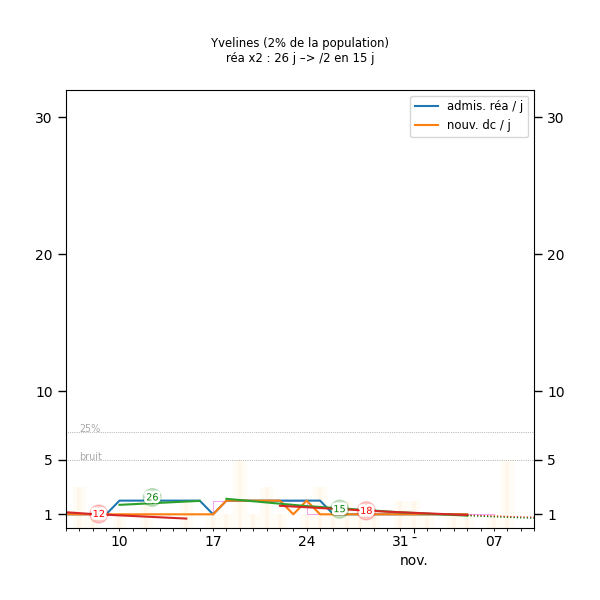 Yvelines (2% de la population)
réa x2 : 26 j –> /2 en 15 j
admis. réa / j
nouv. dc / j
30 30
20 20
10 10
25%
5 bruit 5
1 12 26 15 18 1
10 17 24 31 07
nov.